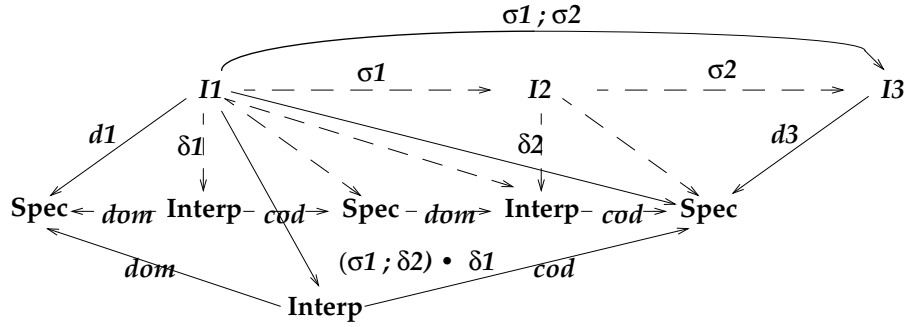 σ1 ; σ2
I1 σ1 I2 σ2 I3
d1 δ1 δ2 d3
Spec dom Interp cod Spec dom Interp cod Spec
dom (σ1 ; δ2) • δ1 cod
Interp